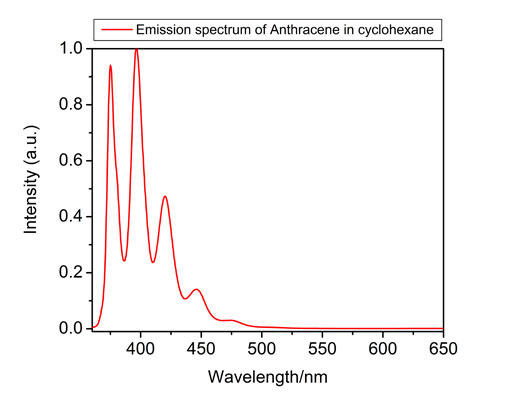 Emission spectrum of Anthracene in cyclohexane
1.0
0.8
0.6
0.4
0.2
0.0
Intensity (a.u.)
400 450 500 550 600 650
Wavelength/nm